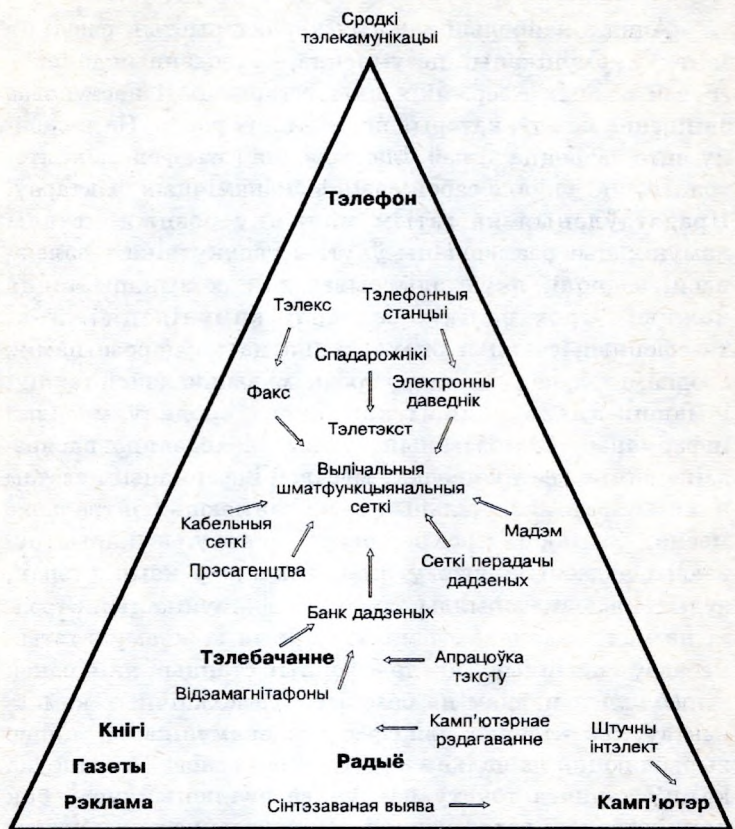 Сродкі
тэлекамунікацыі
Тэлефон
Тэлекс
Тэлефонныя
станцыі
Спадарожнікі
Факс
Электронны
даведнік
Тэлетэкст
Вылічальныя
шматфункцыянальныя
сеткі
Кабельныя
сеткі
Мадэм
Прэсагенцтва
Сеткі перадачы
дадзеных
Банк дадзеных
Тэлебачанне
Апрацоўка
тэксту
Відэамагнітафоны
Кнігі
Камп'ютэрнае
рэдагаванне
Штучны
інтэлект
Газеты
Радыё
Рэклама
Сінтэзаваная выява
Камп'ютэр